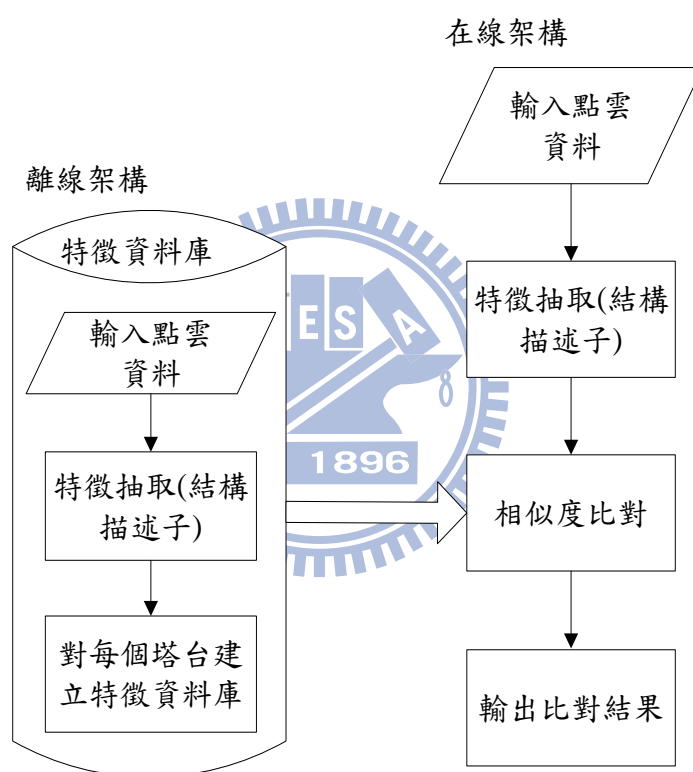 離線架構
特徵資料庫
輸入點雲
資料
特徵抽取(結構
描述子)
對每個塔台建
立特徵資料庫
在線架構
輸入點雲
資料
特徵抽取(結構
描述子)
相似度比對
輸出比對結果
E S A
1896